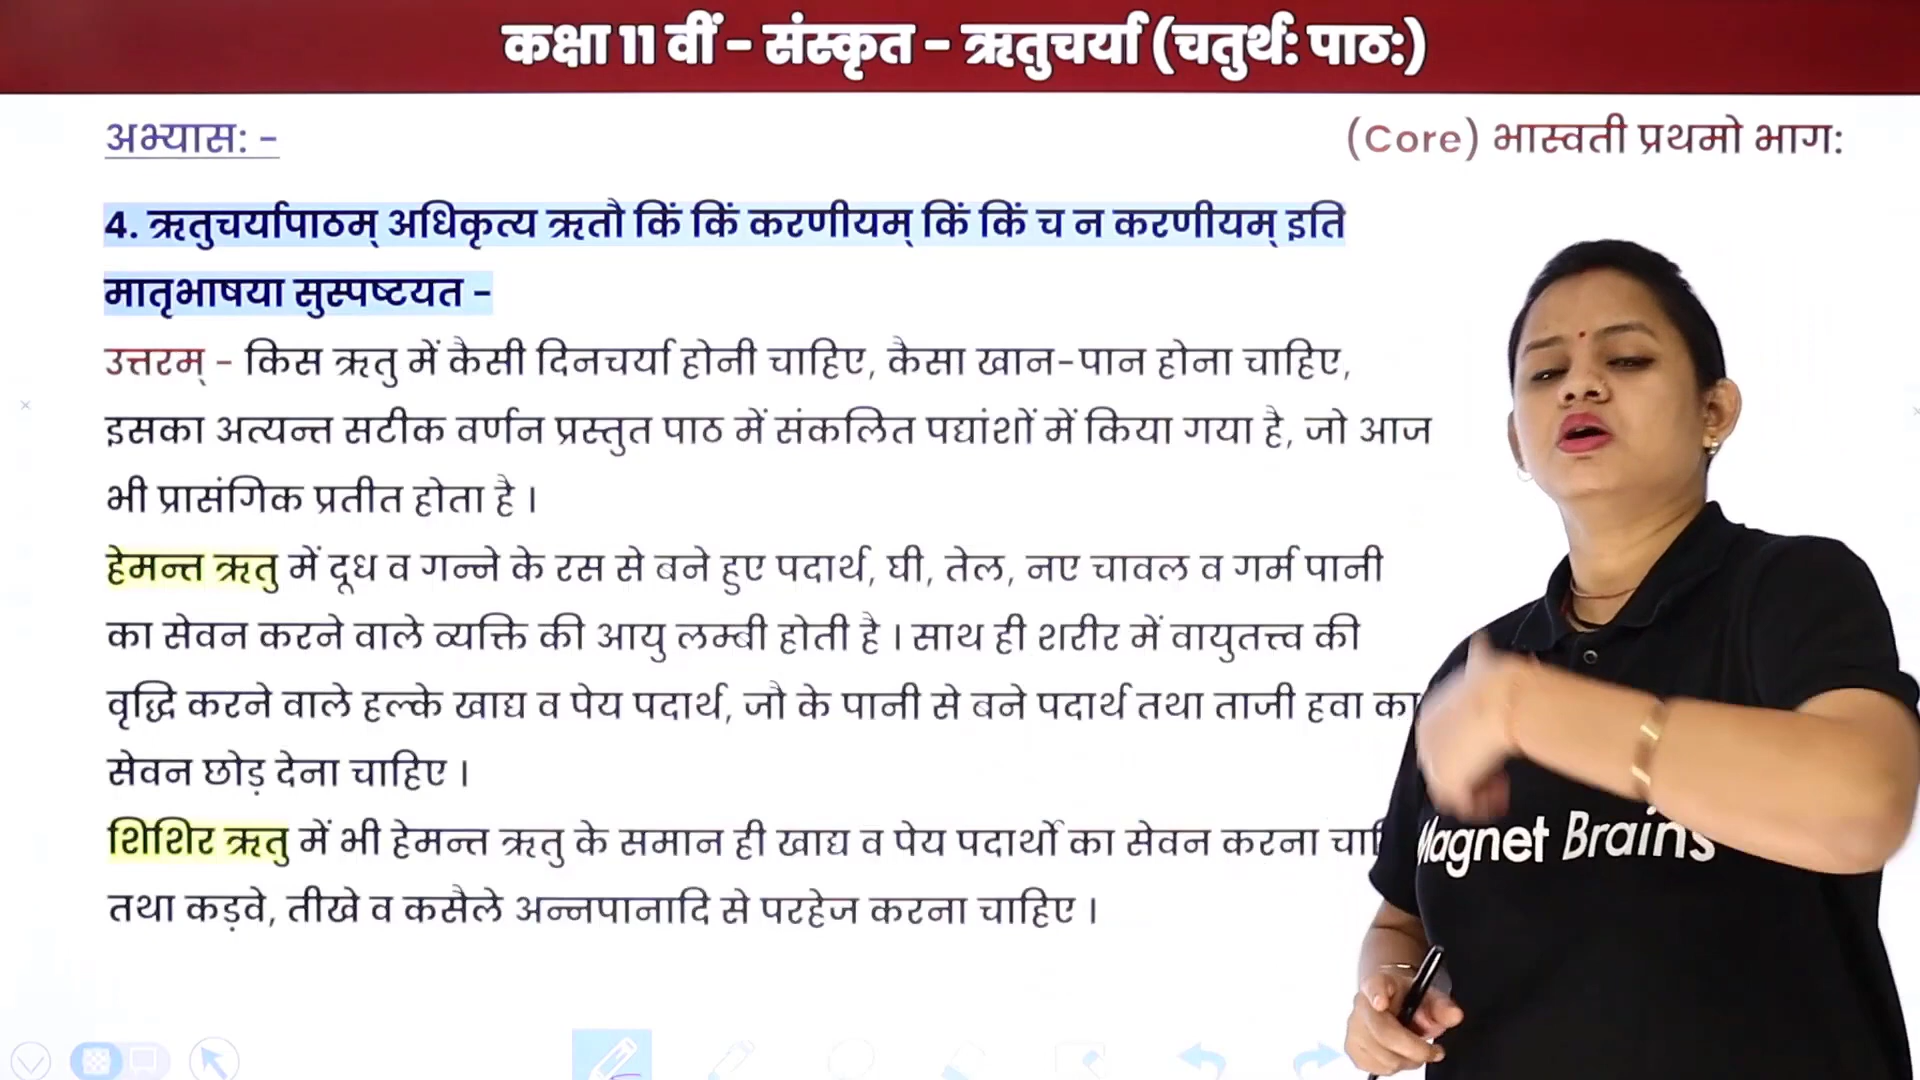 कक्षा 11 वीं - संस्कृत - ऋतुचर्या (चतुर्थ: पाठ:)
अभ्यास: -
(Core) भास्वती प्रथमो भाग:
4. ऋतुचर्यापाठम् अधिकृत्य ऋतौ किं किं करणीयम् किं किं च न करणीयम् इति
मातृभाषया सुस्पष्टयत -
उत्तरम् - किस ऋतु में कैसी दिनचर्या होनी चाहिए, कैसा खान-पान होना चाहिए,
इसका अत्यन्त सटीक वर्णन प्रस्तुत पाठ में संकलित पद्यांशों में किया गया है, जो आज
भी प्रासंगिक प्रतीत होता है ।
हेमन्त ऋतु में दूध व गन्ने के रस से बने हुए पदार्थ, घी, तेल, नए चावल व गर्म पानी
का सेवन करने वाले व्यक्ति की आयु लम्बी होती है । साथ ही शरीर में वायुतत्त्व की
वृद्धि करने वाले हल्के खाद्य व पेय पदार्थ, जौ के पानी से बने पदार्थ तथा ताजी हवा का
सेवन छोड़ देना चाहिए ।
शिशिर ऋतु में भी हेमन्त ऋतु के समान ही खाद्य व पेय पदार्थों का सेवन करना
तथा कड़वे, तीखे व कसैले अन्नपानादि से परहेज करना चाहिए ।
Magnet Brains